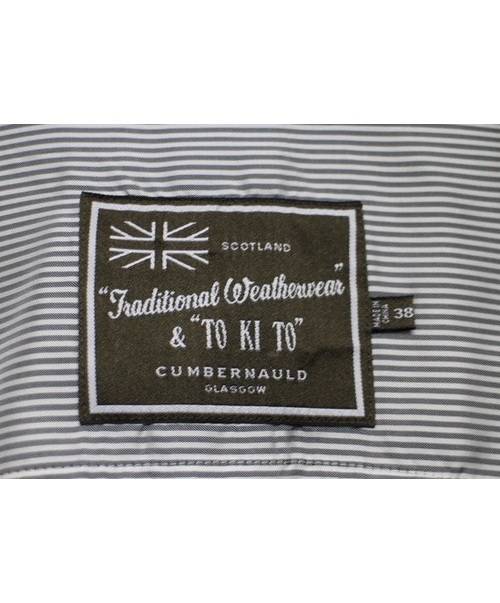 SCOTLAND
"Traditional Weatherwear"
& "TO KI TO"
CUMBERNAULD
GLASGOW
MADE IN
CHINA
38